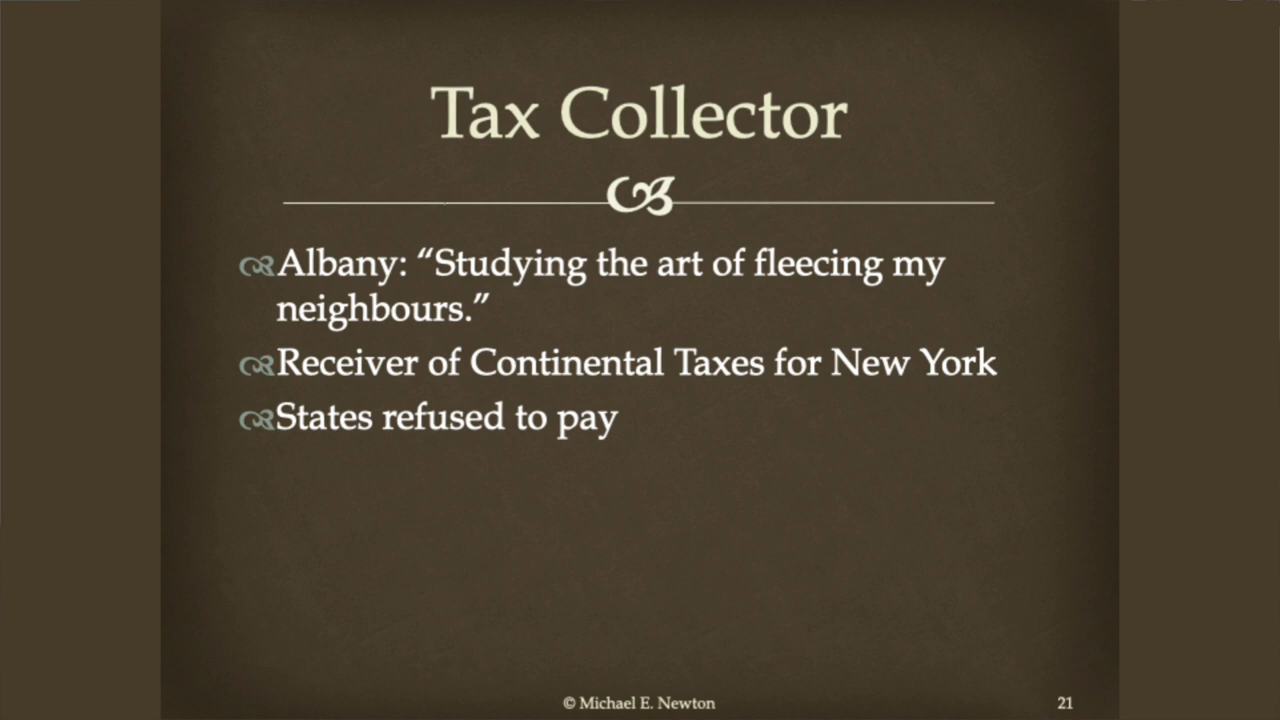 Tax Collector
Albany: “Studying the art of fleecing my
neighbours.”
Receiver of Continental Taxes for New York
States refused to pay
© Michael E. Newton
21